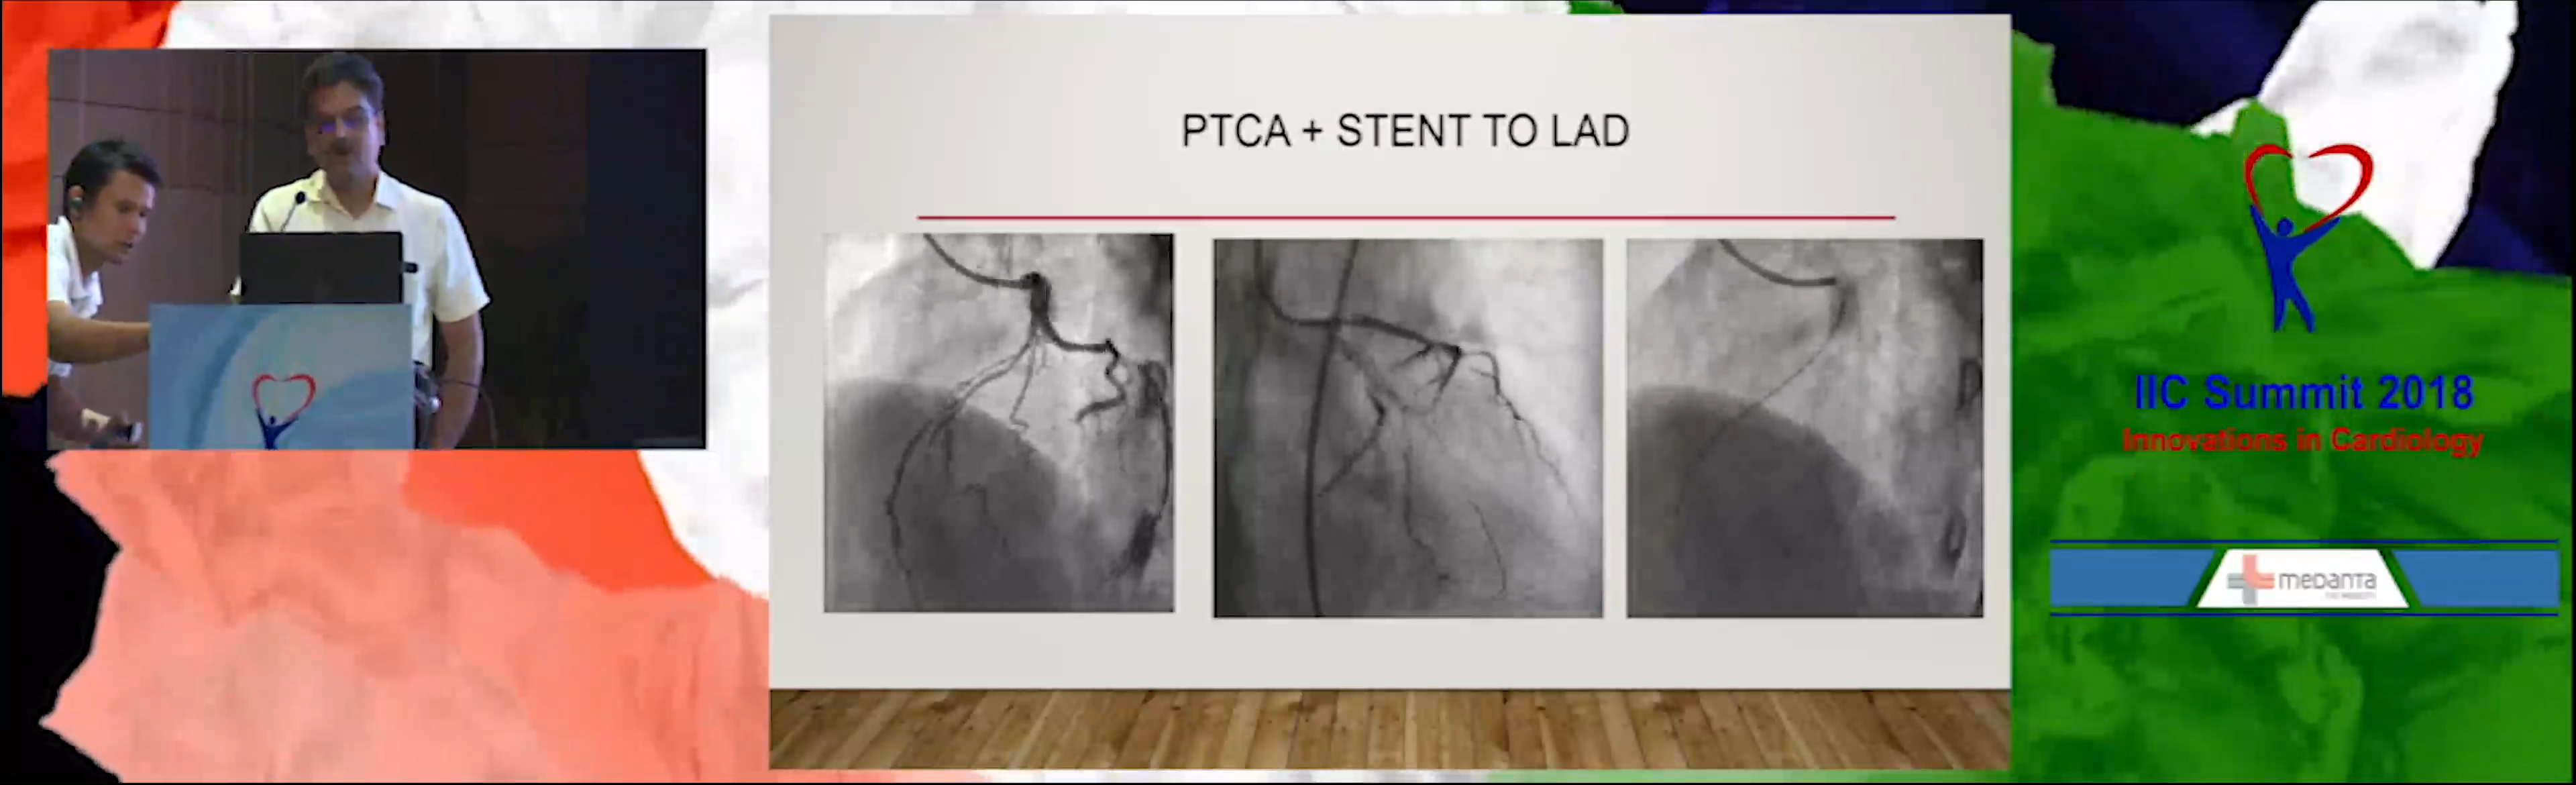 PTCA + STENT TO LAD
IIC Summit 2018
Innovations in Cardiology
medanta